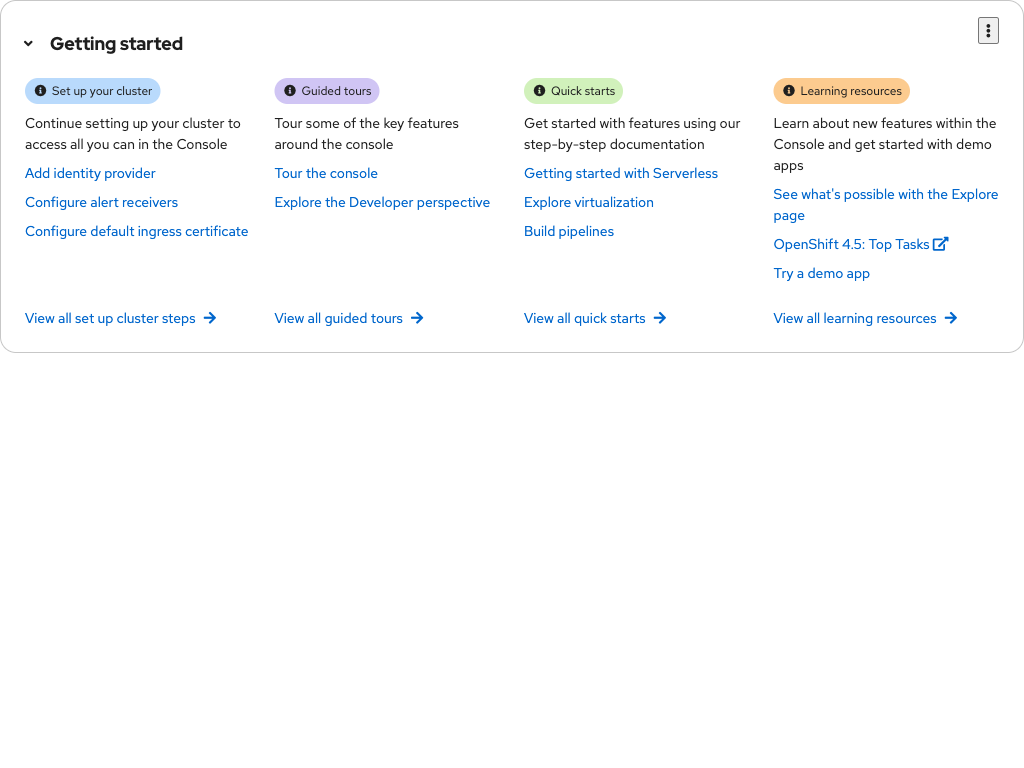 Getting started
Set up your cluster
Continue setting up your cluster to
access all you can in the Console
Add identity provider
Configure alert receivers
Configure default ingress certificate
View all set up cluster steps
Guided tours
Tour some of the key features
around the console
Tour the console
Explore the Developer perspective
View all guided tours
Quick starts
Get started with features using our
step-by-step documentation
Getting started with Serverless
Explore virtualization
Build pipelines
View all quick starts
Learning resources
Learn about new features within the
Console and get started with demo
apps
See what's possible with the Explore
page
OpenShift 4.5: Top Tasks
Try a demo app
View all learning resources